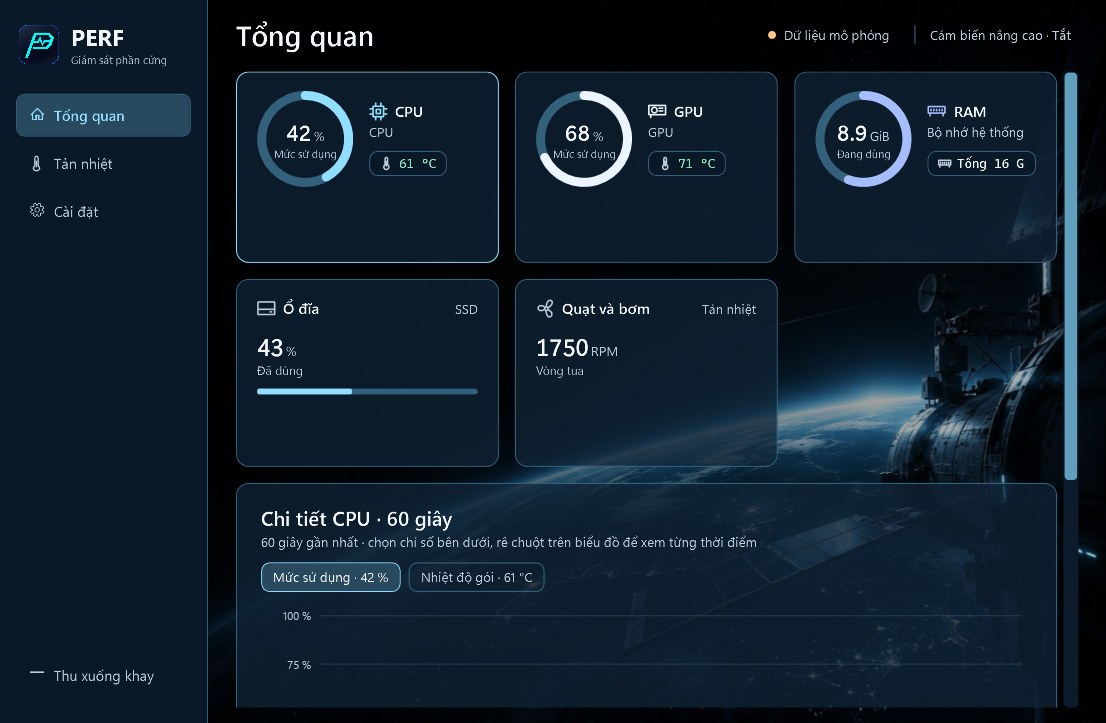 PERF
Giám sát phần cứng
Tổng quan
Tản nhiệt
Cài đặt
Thu xuống khay
Tổng quan
Dữ liệu mô phỏng
Cảm biến nâng cao · Tắt
42 %
Mức sử dụng
CPU
CPU
61 °C
68 %
Mức sử dụng
GPU
GPU
71 °C
8.9 GiB
Đang dùng
RAM
Bộ nhớ hệ thống
Tổng 16 G
Ổ đĩa
SSD
43 %
Đã dùng
Quạt và bơm
Tản nhiệt
1750 RPM
Vòng tua
Chi tiết CPU · 60 giây
60 giây gần nhất · chọn chỉ số bên dưới, rê chuột trên biểu đồ để xem từng thời điểm
Mức sử dụng · 42 %
Nhiệt độ gói · 61 °C
100 %
75 %